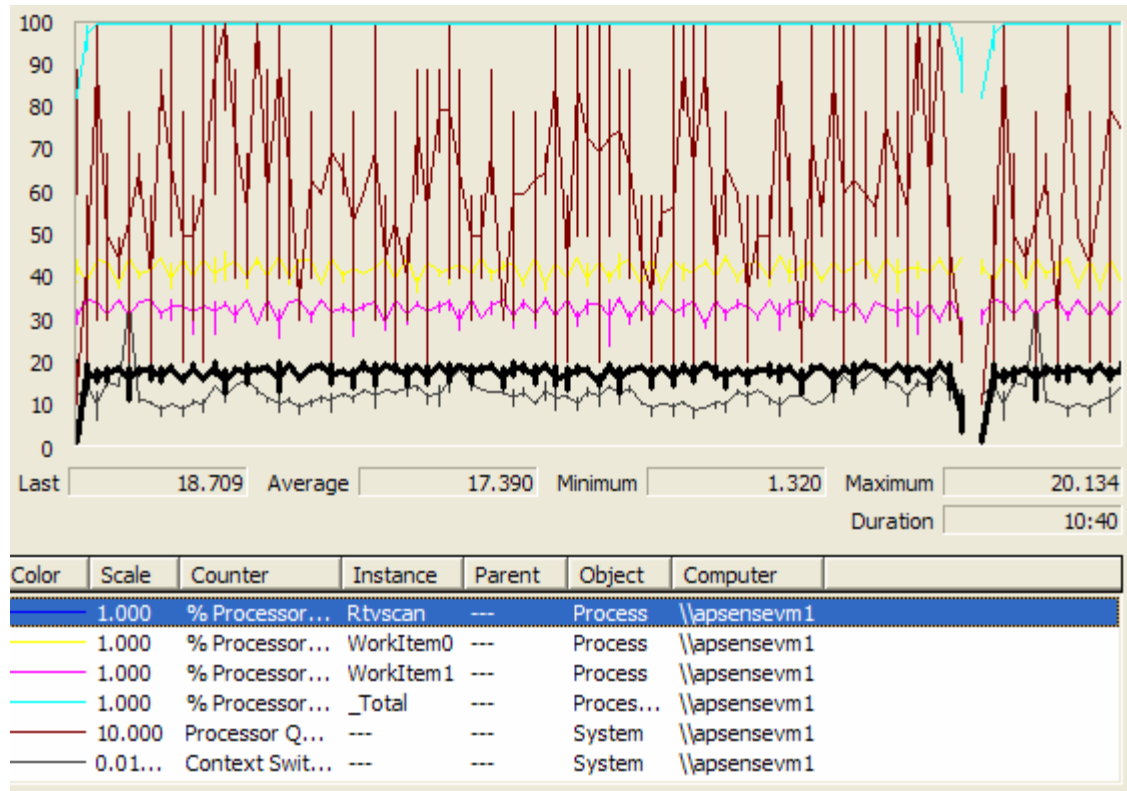 100
90
80
70
60
50
40
30
20
10
0
Last 18.709 Average 17.390 Minimum 1.320 Maximum 20.134
Duration 10:40
Color Scale Counter Instance Parent Object Computer
1.000 % Processor... Rtvscan --- Process \\apsensevm1
1.000 % Processor... WorkItem0 --- Process \\apsensevm1
1.000 % Processor... WorkItem1 --- Process \\apsensevm1
1.000 % Processor... _Total --- Proces... \\apsensevm1
10.000 Processor Q... --- --- System \\apsensevm1
0.01... Context Swit... --- --- System \\apsensevm1